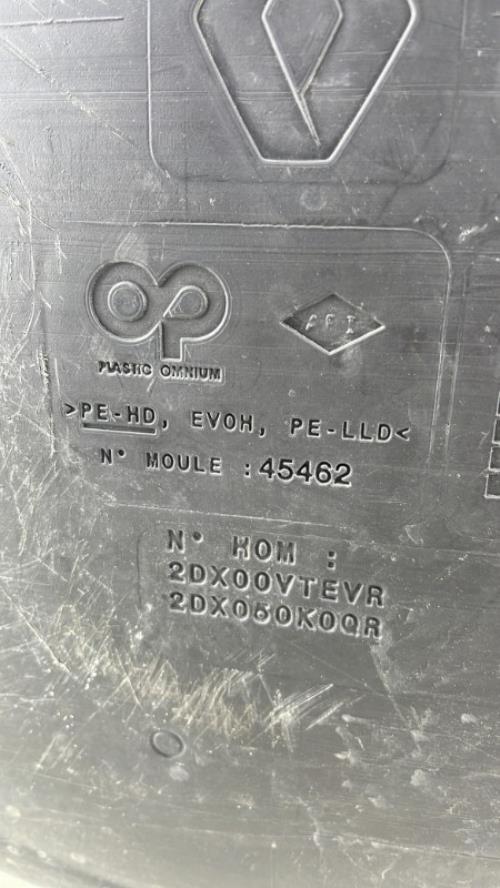 PLASTIC OMNIUM
>PE-HD, EVOH, PE-LLD<
N° MOULE : 45462
N° HOM :
2DX00VTEVR
2DX050K0QR